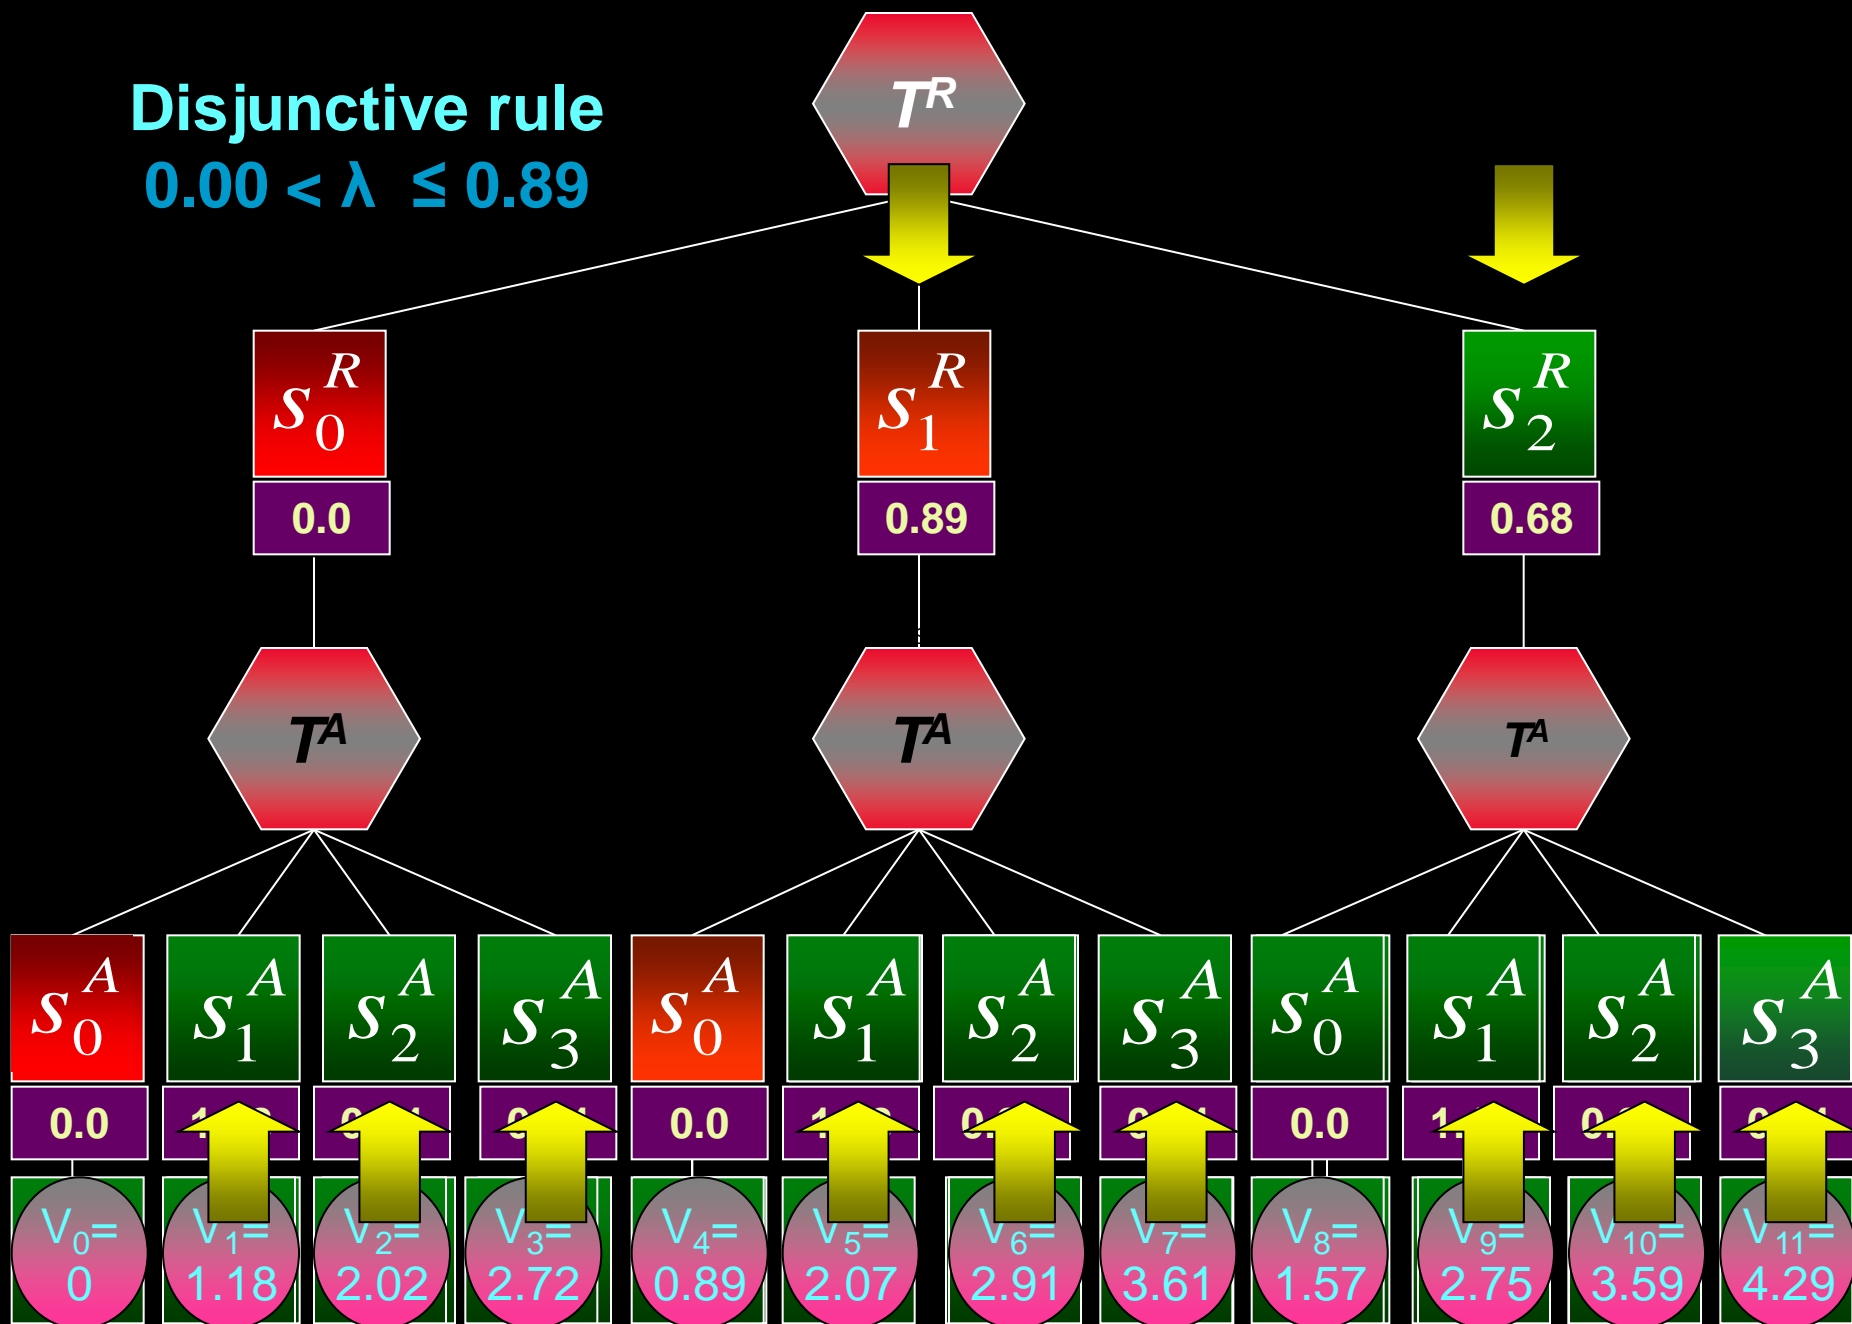 Disjunctive rule
0.00 < λ ≤ 0.89
T^R
s_0^R
s_1^R
s_2^R
0.0
0.89
0.68
T^A
T^A
T^A
s_0^A
s_1^A
s_2^A
s_3^A
s_0^A
s_1^A
s_2^A
s_3^A
s_0^A
s_1^A
s_2^A
s_3^A
0.0
0.0
0.0
V_0=
0
V_1=
1.18
V_2=
2.02
V_3=
2.72
V_4=
0.89
V_5=
2.07
V_6=
2.91
V_7=
3.61
V_8=
1.57
V_9=
2.75
V_10=
3.59
V_11=
4.29